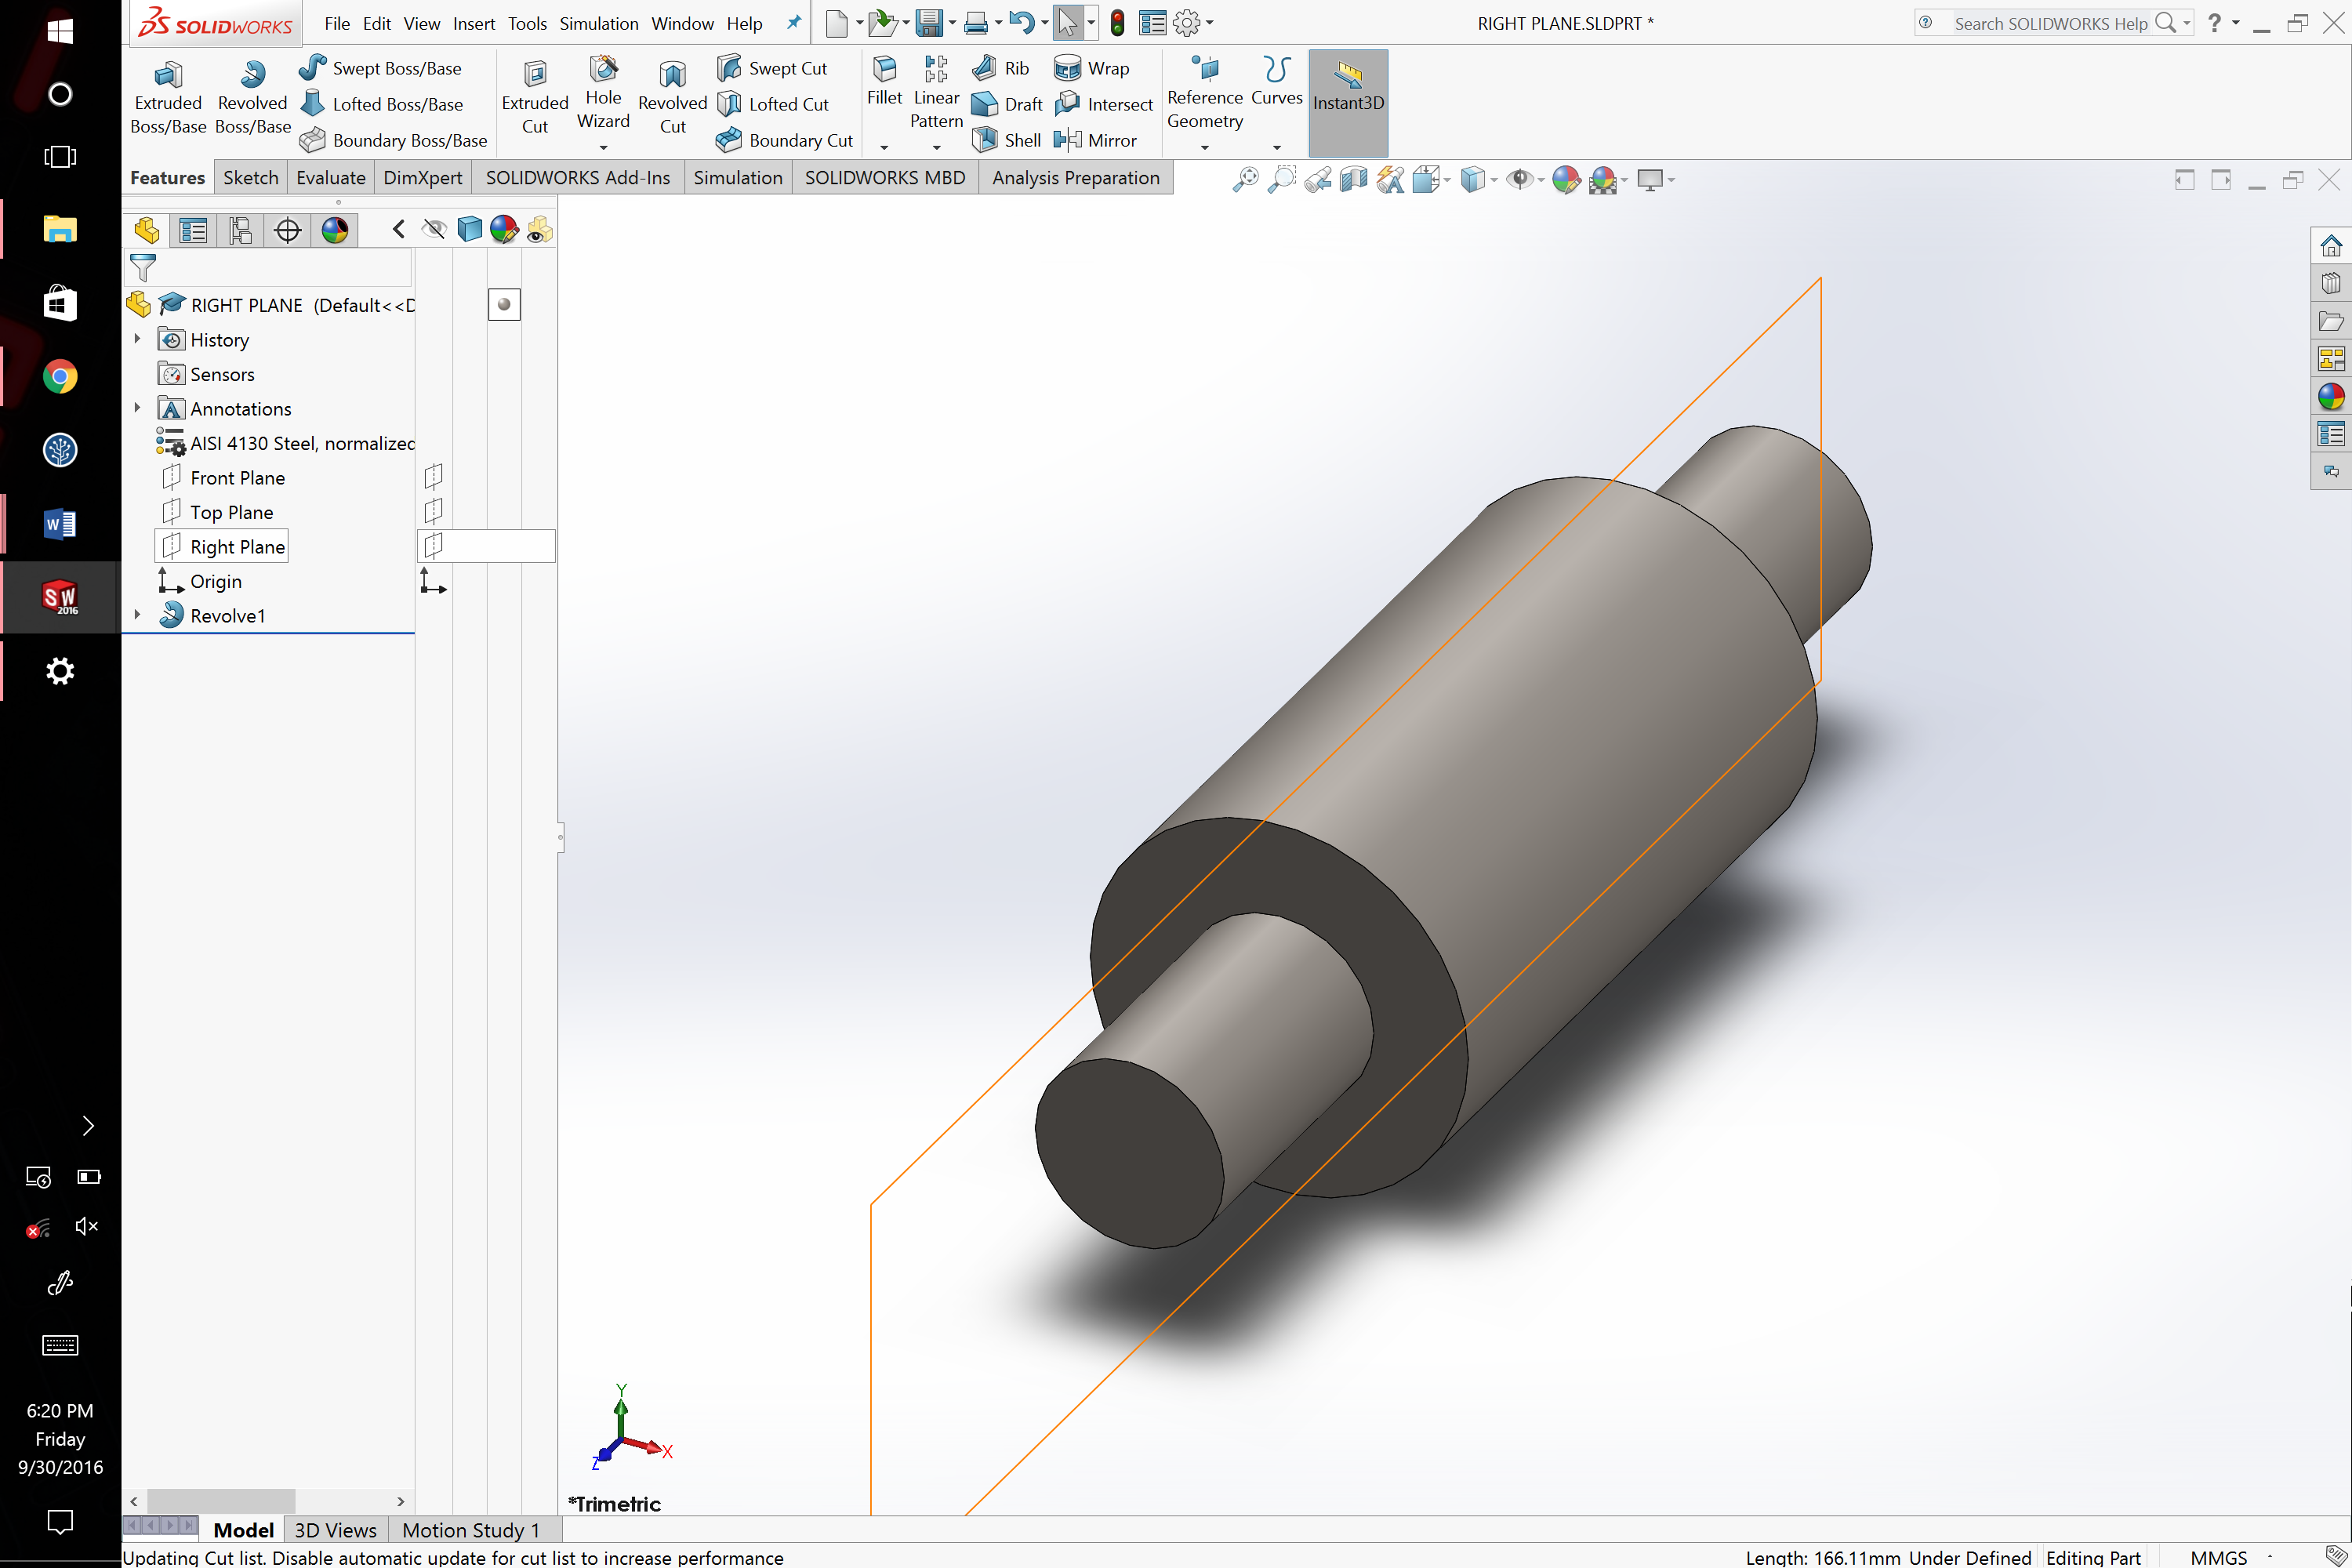 SOLIDWORKS File Edit View Insert Tools Simulation Window Help RIGHT PLANE.SLDPRT * Search SOLIDWORKS Help ?
Extruded Boss/Base
Revolved Boss/Base
Swept Boss/Base
Lofted Boss/Base
Boundary Boss/Base
Extruded Cut
Hole Wizard
Revolved Cut
Swept Cut
Lofted Cut
Boundary Cut
Fillet
Linear Pattern
Rib
Draft
Shell
Wrap
Intersect
Mirror
Reference Geometry
Curves
Instant3D
Features Sketch Evaluate DimXpert SOLIDWORKS Add-Ins Simulation SOLIDWORKS MBD Analysis Preparation
RIGHT PLANE (Default<<D
History
Sensors
Annotations
AISI 4130 Steel, normalized
Front Plane
Top Plane
Right Plane
Origin
Revolve1
W
SW
2016
6:20 PM
Friday
9/30/2016
Y
X
Z
*Trimetric
Model 3D Views Motion Study 1
Updating Cut list. Disable automatic update for cut list to increase performance Length: 166.11mm Under Defined Editing Part MMGS